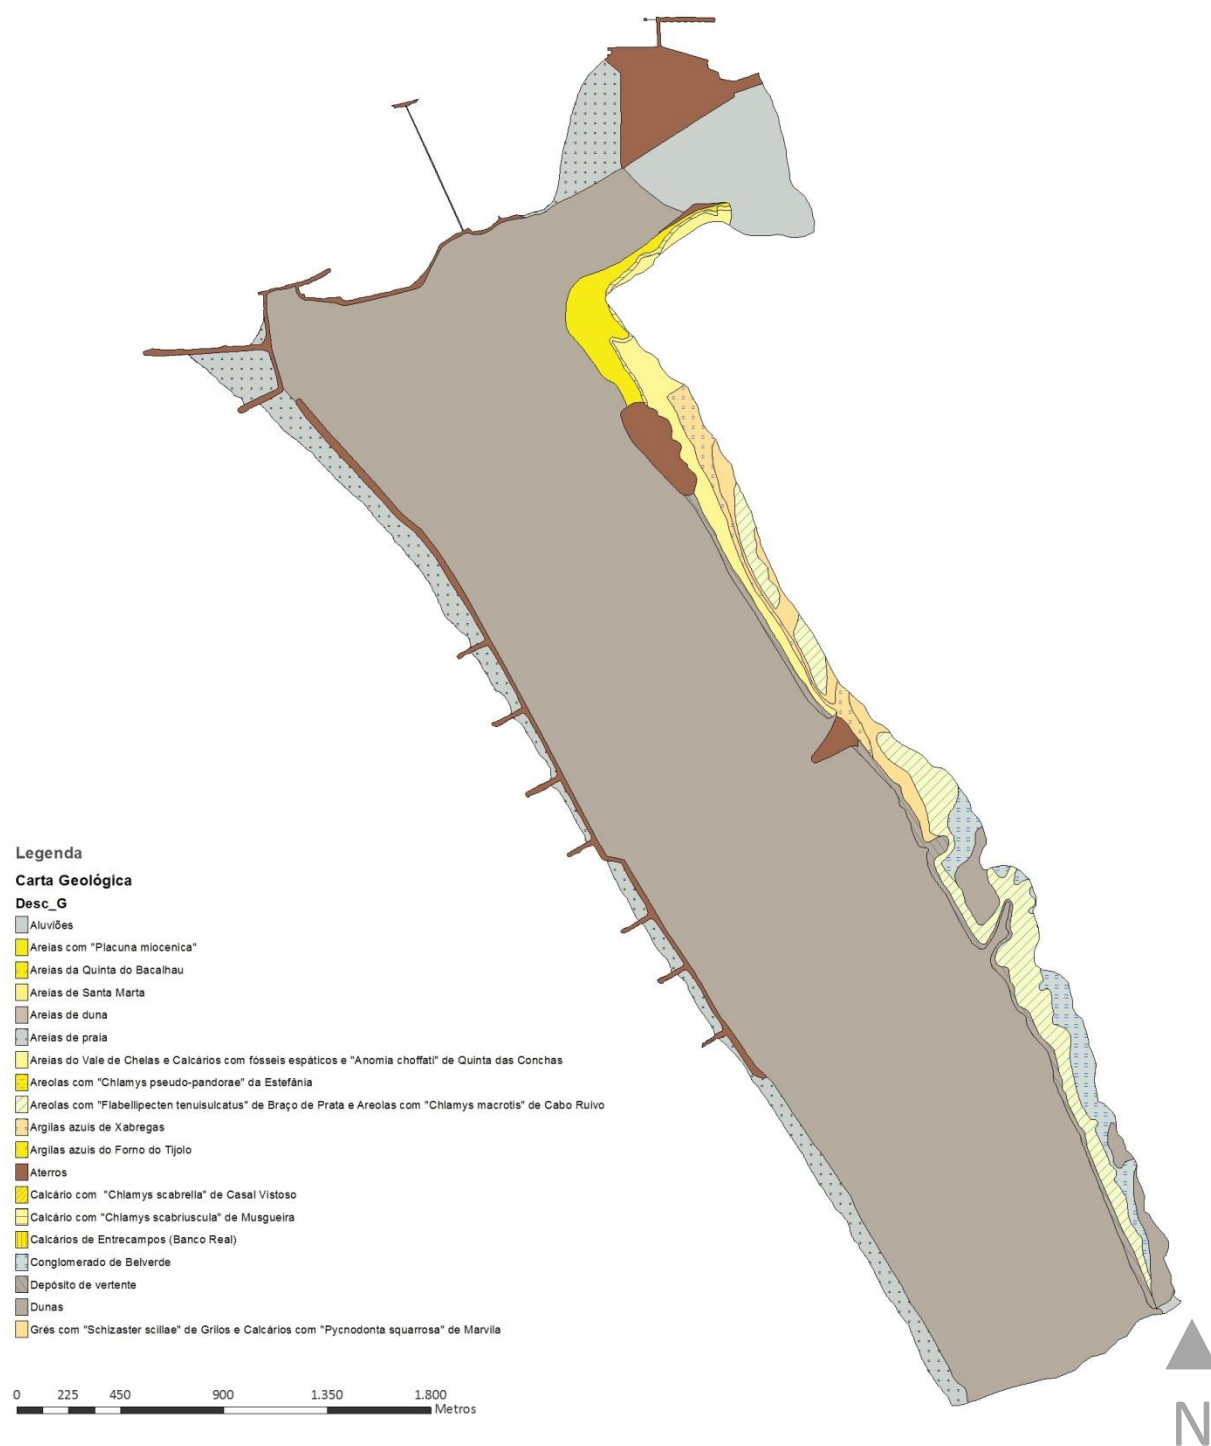 Legenda
Carta Geológica
Desc_G
Aluviões
Areias com "Placuna miocenica"
Areias da Quinta do Bacalhau
Areias de Santa Marta
Areias de duna
Areias de praia
Areias do Vale de Chelas e Calcários com fósseis espáticos e "Anomia choffati" de Quinta das Conchas
Areolas com "Chlamys pseudo-pandorae" da Estefânia
Areolas com "Flabellipecten tenuisulcatus" de Braço de Prata e Areolas com "Chlamys macrotis" de Cabo Ruivo
Argilas azuis de Xabregas
Argilas azuis do Forno do Tijolo
Aterros
Calcário com "Chlamys scabrella" de Casal Vistoso
Calcário com "Chlamys scabriuscula" de Musgueira
Calcários de Entrecampos (Banco Real)
Conglomerado de Belverde
Depósito de vertente
Dunas
Grés com "Schizaster scillae" de Grilos e Calcários com "Pycnodonta squarrosa" de Marvila
0 225 450 900 1.350 1.800
Metros
N